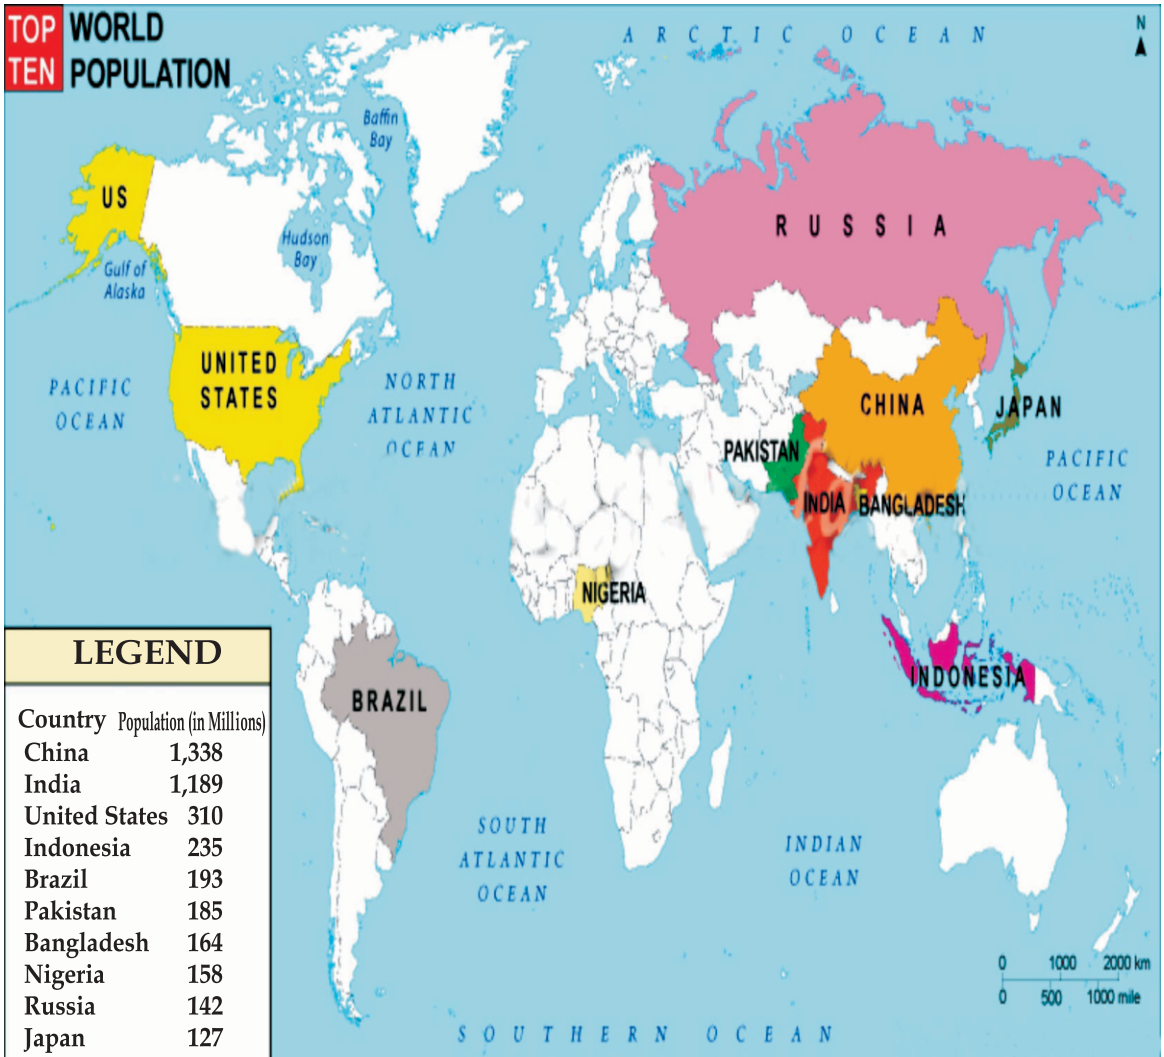 TOP TEN
WORLD POPULATION
N
ARCTIC OCEAN
Baffin
Bay
US
Hudson
Bay
Gulf of
Alaska
RUSSIA
UNITED
STATES
PACIFIC
OCEAN
NORTH
ATLANTIC
OCEAN
CHINA
JAPAN
PAKISTAN
PACIFIC
OCEAN
INDIA
BANGLADESH
NIGERIA
INDONESIA
BRAZIL
SOUTH
ATLANTIC
OCEAN
INDIAN
OCEAN
0 1000 2000 km
0 500 1000 mile
SOUTHERN OCEAN
LEGEND
Country Population (in Millions)
China 1,338
India 1,189
United States 310
Indonesia 235
Brazil 193
Pakistan 185
Bangladesh 164
Nigeria 158
Russia 142
Japan 127